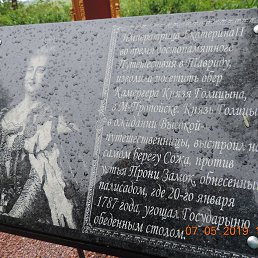 Императрица Екатерина II
во время достопамятного
Путешествия в Тавриду,
изволила посетить двор
Камергера Князя Голицына,
в М. Пропойске. Князь Голицын
в ожидании Высокой
путешественницы, выстроил на
самом берегу Сожа, против
устья Прони Замок, обнесенный
палисадом, где 20-го января
1787 года, угощал Государыню
обеденным столом.
07 05 2019